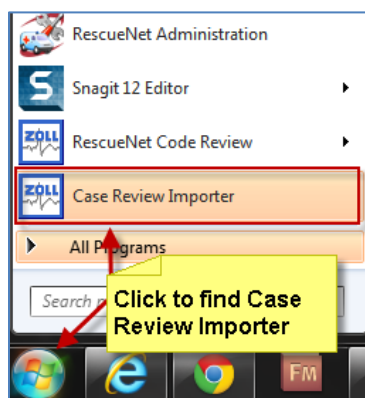 RescueNet Administration
S
Snagit 12 Editor
ZOLL
RescueNet Code Review
ZOLL
Case Review Importer
All Programs
Search
Click to find Case
Review Importer
FM